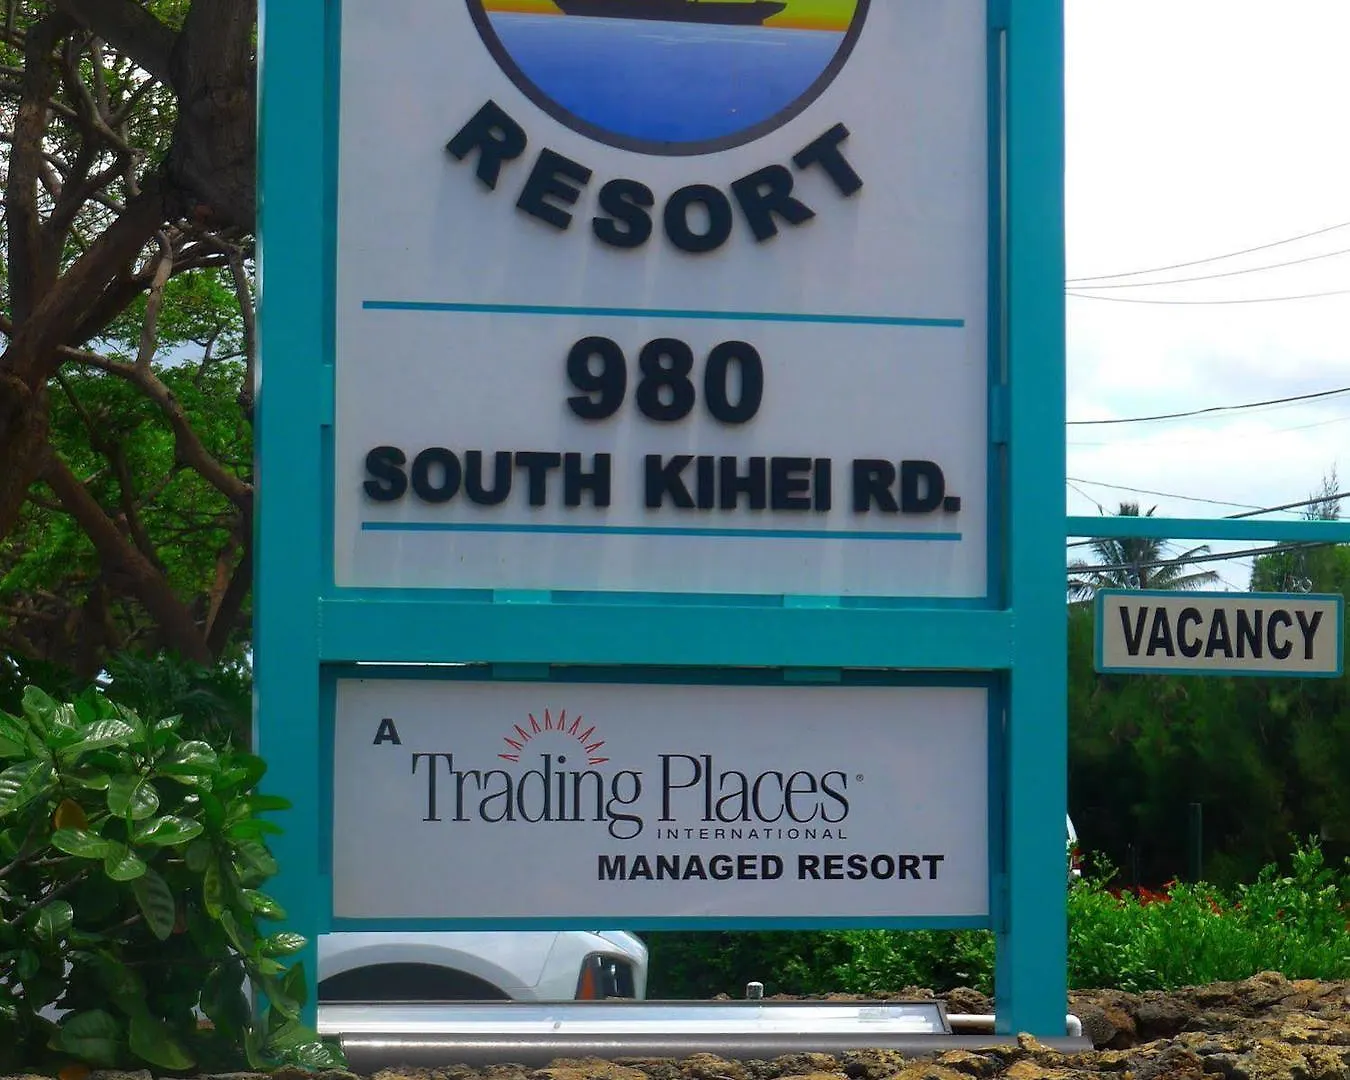 RESORT
980
SOUTH KIHEI RD.
VACANCY
A
Trading Places®
INTERNATIONAL
MANAGED RESORT